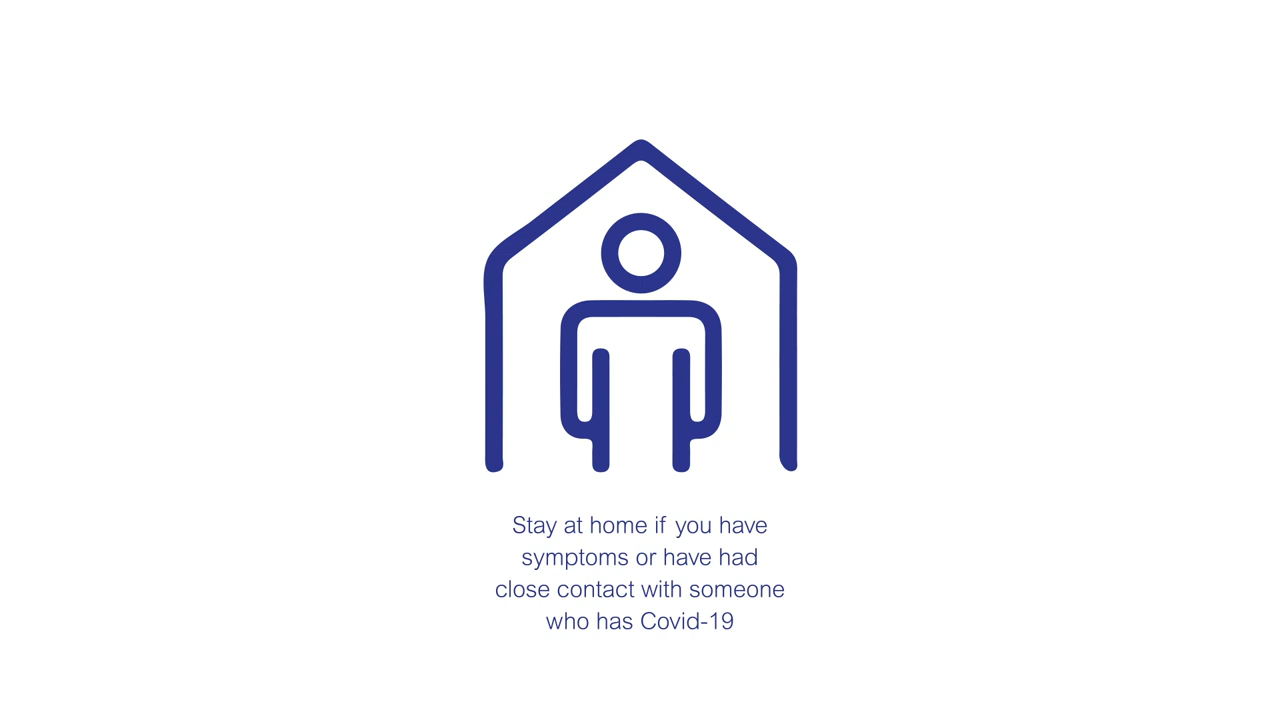 Stay at home if you have
symptoms or have had
close contact with someone
who has Covid-19